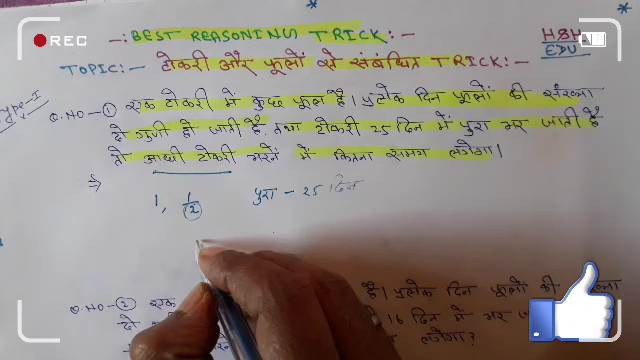 REC
-: BEST REASONING TRICK :-
HSH
EDU
TOPIC:- टोकरी और फूलों से संबंधित TRICK:-
Type-I
Q.NO-① एक टोकरी में कुछ फूल है। प्रत्येक दिन फूलों की संख्या
दो गुणी हो जाती है, तथा टोकरी 25 दिन में पुरा भर जाती है
तो आधी टोकरी भरने में कितना समय लगेगा।
⇒ 1, 1/2 पुरा - 25 दिन
Q.NO-② एक है। प्रत्येक दिन फूलों की
दो 16 दिन में भर
लगेगा?